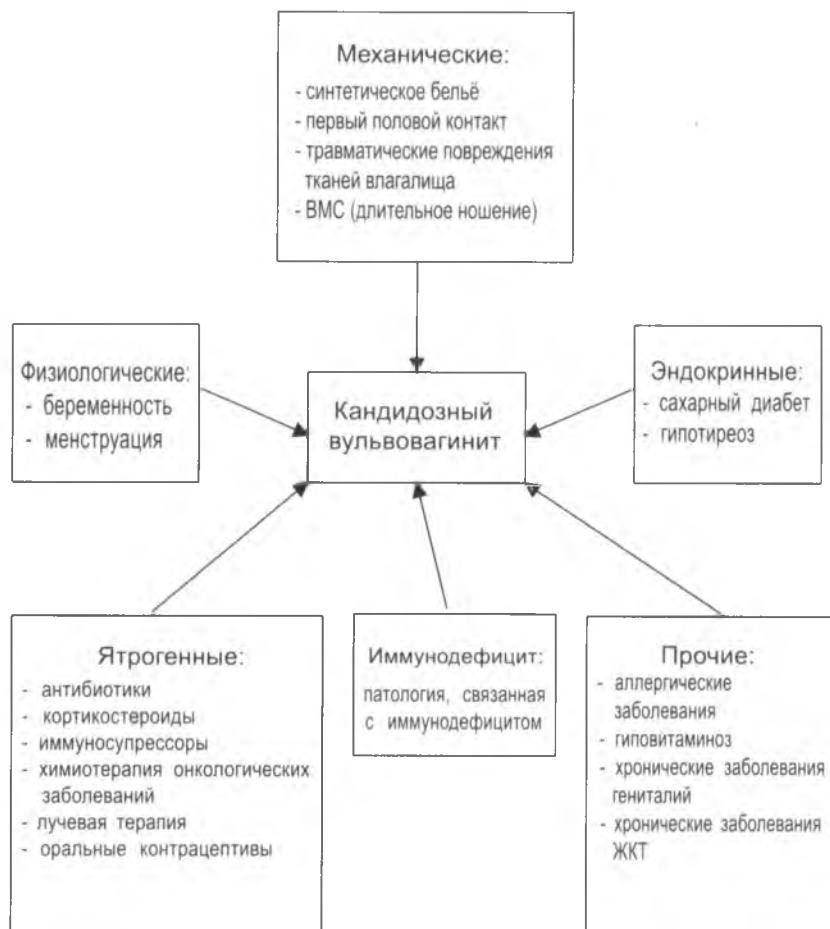 Механические:
- синтетическое бельё
- первый половой контакт
- травматические повреждения
тканей влагалища
- ВМС (длительное ношение)
Физиологические:
- беременность
- менструация
Кандидозный
вульвовагинит
Эндокринные:
- сахарный диабет
- гипотиреоз
Ятрогенные:
- антибиотики
- кортикостероиды
- иммуносупрессоры
- химиотерапия онкологических
заболеваний
- лучевая терапия
- оральные контрацептивы
Иммунодефицит:
патология, связанная
с иммунодефицитом
Прочие:
- аллергические
заболевания
- гиповитаминоз
- хронические заболевания
гениталий
- хронические заболевания
ЖКТ